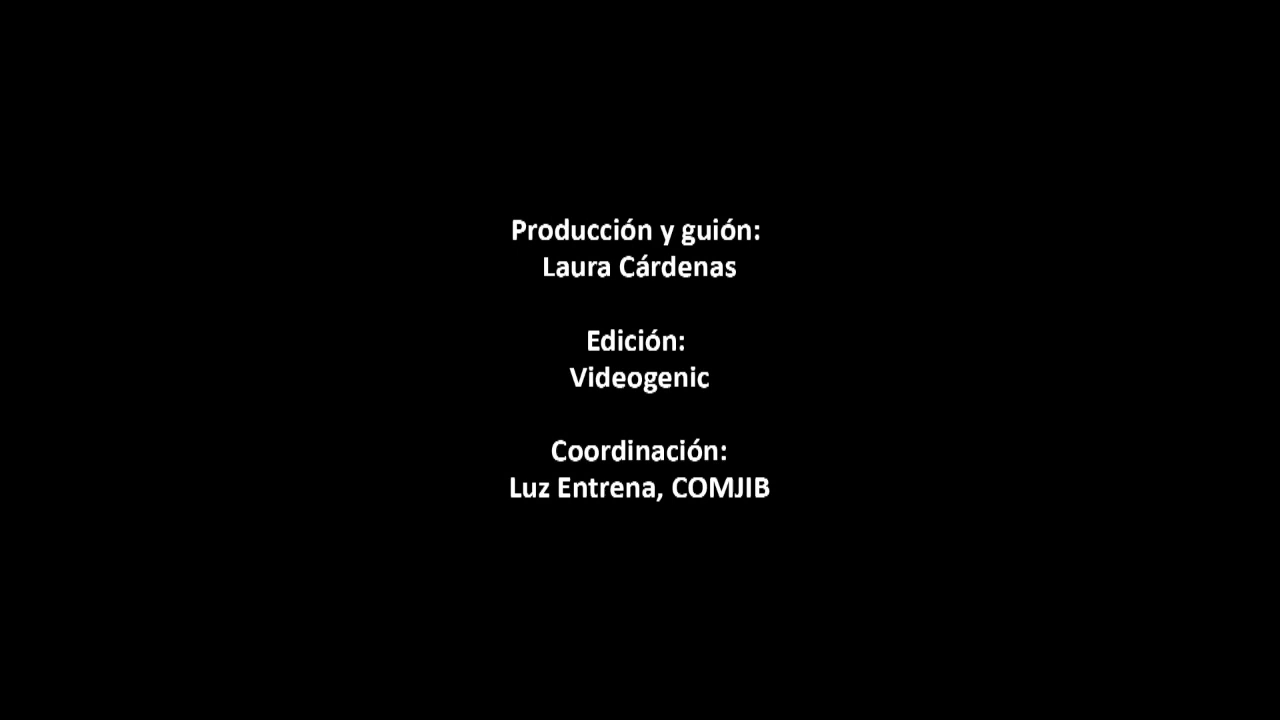 Producción y guión:
Laura Cárdenas
Edición:
Videogenic
Coordinación:
Luz Entrena, COMJIB